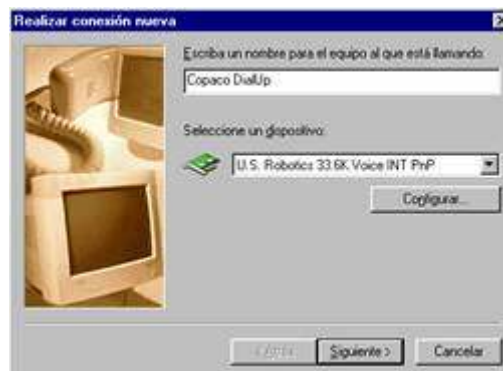 Realizar conexión nueva
Escriba un nombre para el equipo al que está llamando:
Copaco DialUp
Seleccione un dispositivo:
U.S. Robotics 33.6K Voice INT PnP
Configurar...
Siguiente >
Cancelar